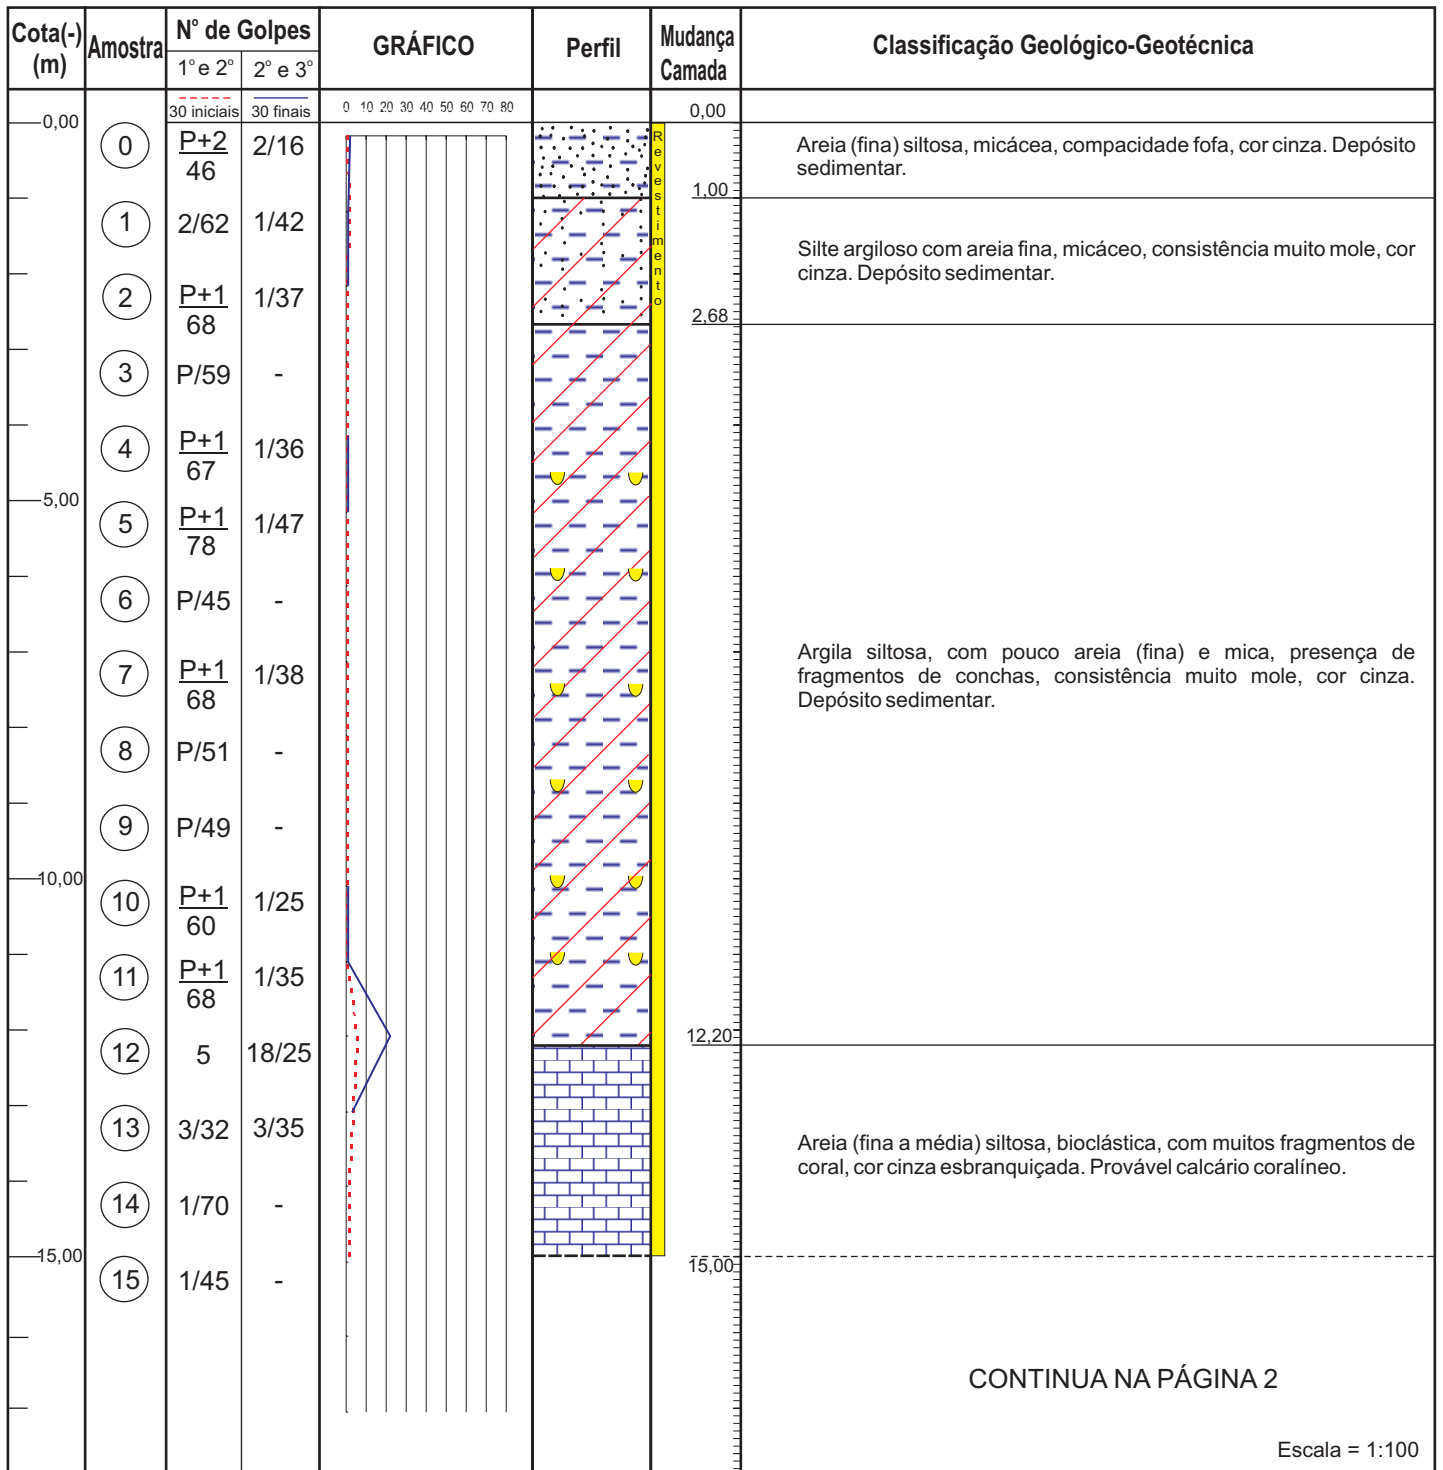 Cota(-) (m)
Amostra
N° de Golpes
1° e 2°
2° e 3°
GRÁFICO
Perfil
Mudança Camada
Classificação Geológico-Geotécnica
30 iniciais
30 finais
0 10 20 30 40 50 60 70 80
0,00
0,00
Revestimento
0 P+2/46 2/16
Areia (fina) siltosa, micácea, compacidade fofa, cor cinza. Depósito
sedimentar.
1,00
1 2/62 1/42
Silte argiloso com areia fina, micáceo, consistência muito mole, cor
cinza. Depósito sedimentar.
2 P+1/68 1/37
2,68
3 P/59 -
4 P+1/67 1/36
5,00
5 P+1/78 1/47
6 P/45 -
7 P+1/68 1/38
Argila siltosa, com pouco areia (fina) e mica, presença de
fragmentos de conchas, consistência muito mole, cor cinza.
Depósito sedimentar.
8 P/51 -
9 P/49 -
10,00
10 P+1/60 1/25
11 P+1/68 1/35
12,20
12 5 18/25
13 3/32 3/35
Areia (fina a média) siltosa, bioclástica, com muitos fragmentos de
coral, cor cinza esbranquiçada. Provável calcário coralíneo.
14 1/70 -
15,00
15,00
15 1/45 -
CONTINUA NA PÁGINA 2
Escala = 1:100